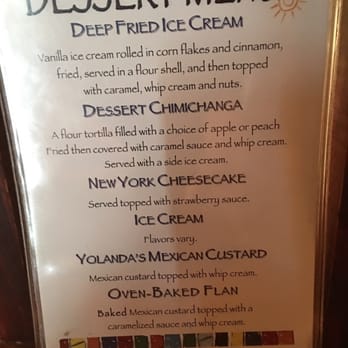 DESSERT MENU
DEEP FRIED ICE CREAM
Vanilla ice cream rolled in corn flakes and cinnamon,
fried, served in a flour shell, and then topped
with caramel, whip cream and nuts.
DESSERT CHIMICHANGA
A flour tortilla filled with a choice of apple or peach
Fried then covered with caramel sauce and whip cream.
Served with a side ice cream.
NEW YORK CHEESECAKE
Served topped with strawberry sauce.
ICE CREAM
Flavors vary.
YOLANDA'S MEXICAN CUSTARD
Mexican custard topped with whip cream.
OVEN-BAKED FLAN
Baked Mexican custard topped with a
caramelized sauce and whip cream.